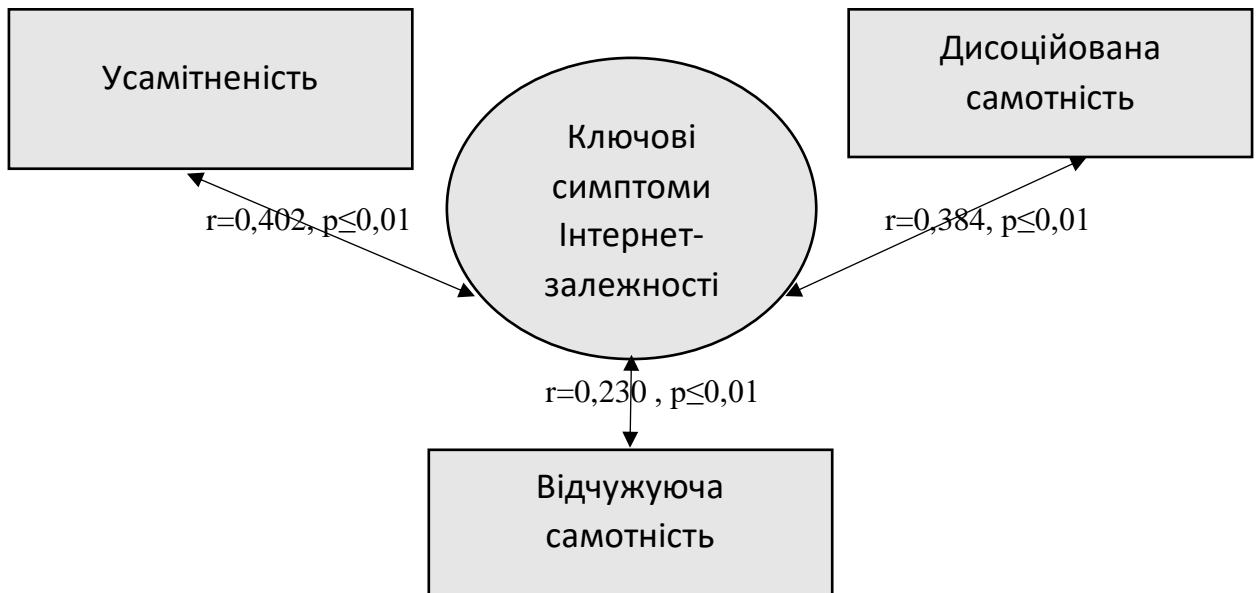 Усамітненість
Дисоційована
самотність
Ключові
симптоми
Інтернет-
залежності
r=0,402, p≤0,01
r=0,384, p≤0,01
r=0,230 , p≤0,01
Відчужуюча
самотність